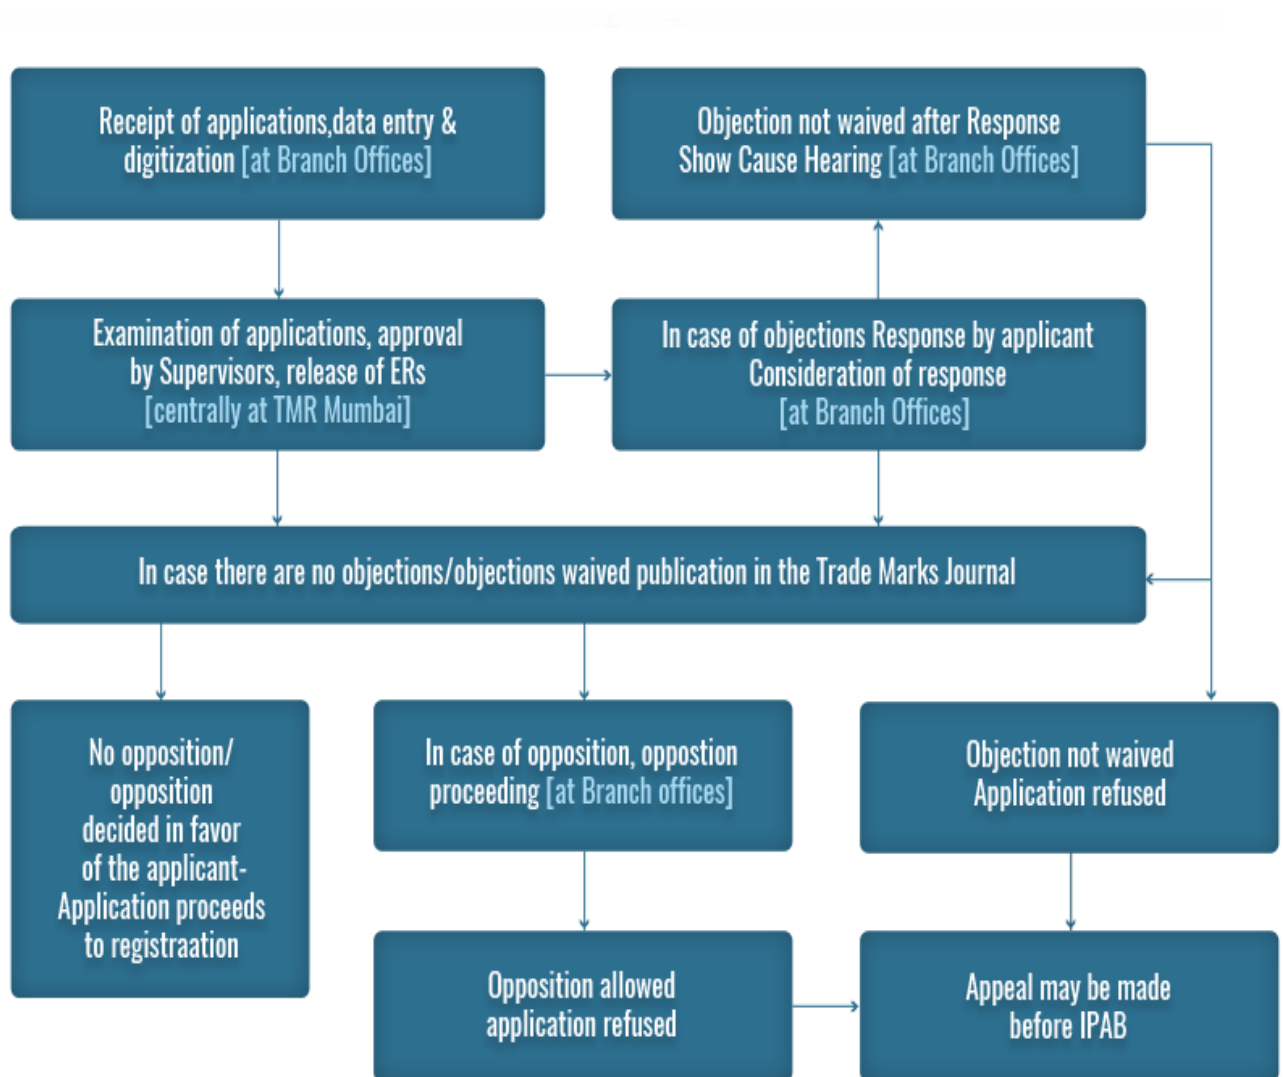 Receipt of applications,data entry &
digitization [at Branch Offices]
Objection not waived after Response
Show Cause Hearing [at Branch Offices]
Examination of applications, approval
by Supervisors, release of ERs
[centrally at TMR Mumbai]
In case of objections Response by applicant
Consideration of response
[at Branch Offices]
In case there are no objections/objections waived publication in the Trade Marks Journal
No opposition/
opposition
decided in favor
of the applicant-
Application proceeds
to registraation
In case of opposition, oppostion
proceeding [at Branch offices]
Objection not waived
Application refused
Opposition allowed
application refused
Appeal may be made
before IPAB